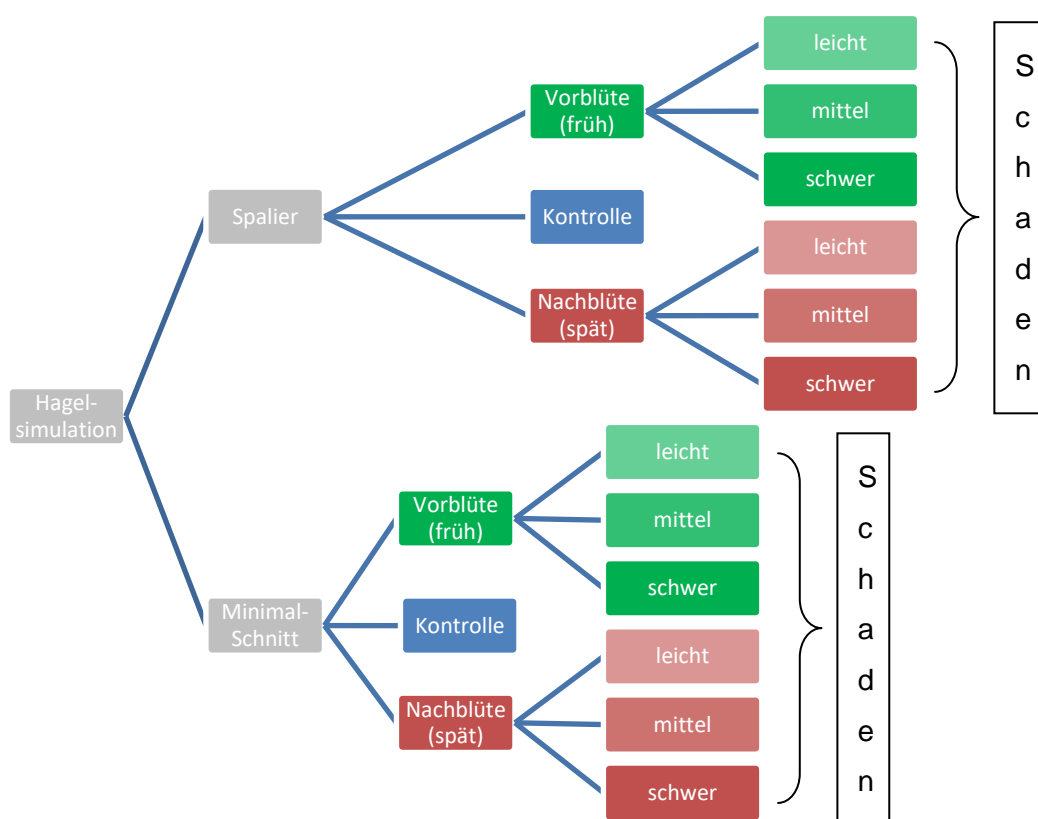 Hagel-
simulation
Spalier
Vorblüte
(früh)
leicht
mittel
schwer
Kontrolle
Nachblüte
(spät)
leicht
mittel
schwer
S
c
h
a
d
e
n
Minimal-
Schnitt
Vorblüte
(früh)
leicht
mittel
schwer
Kontrolle
Nachblüte
(spät)
leicht
mittel
schwer
S
c
h
a
d
e
n